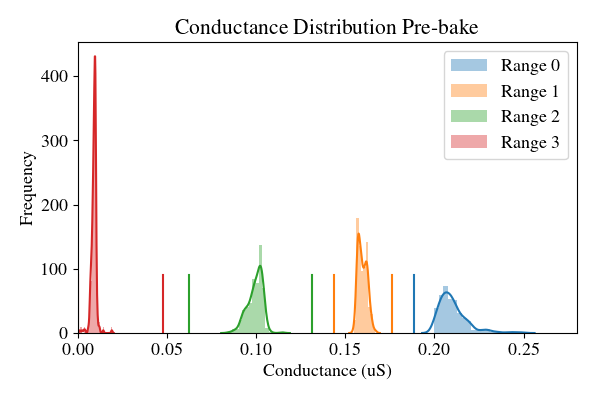 Conductance Distribution Pre-bake
Frequency
400
300
200
100
0
Range 0
Range 1
Range 2
Range 3
0.00 0.05 0.10 0.15 0.20 0.25
Conductance (uS)